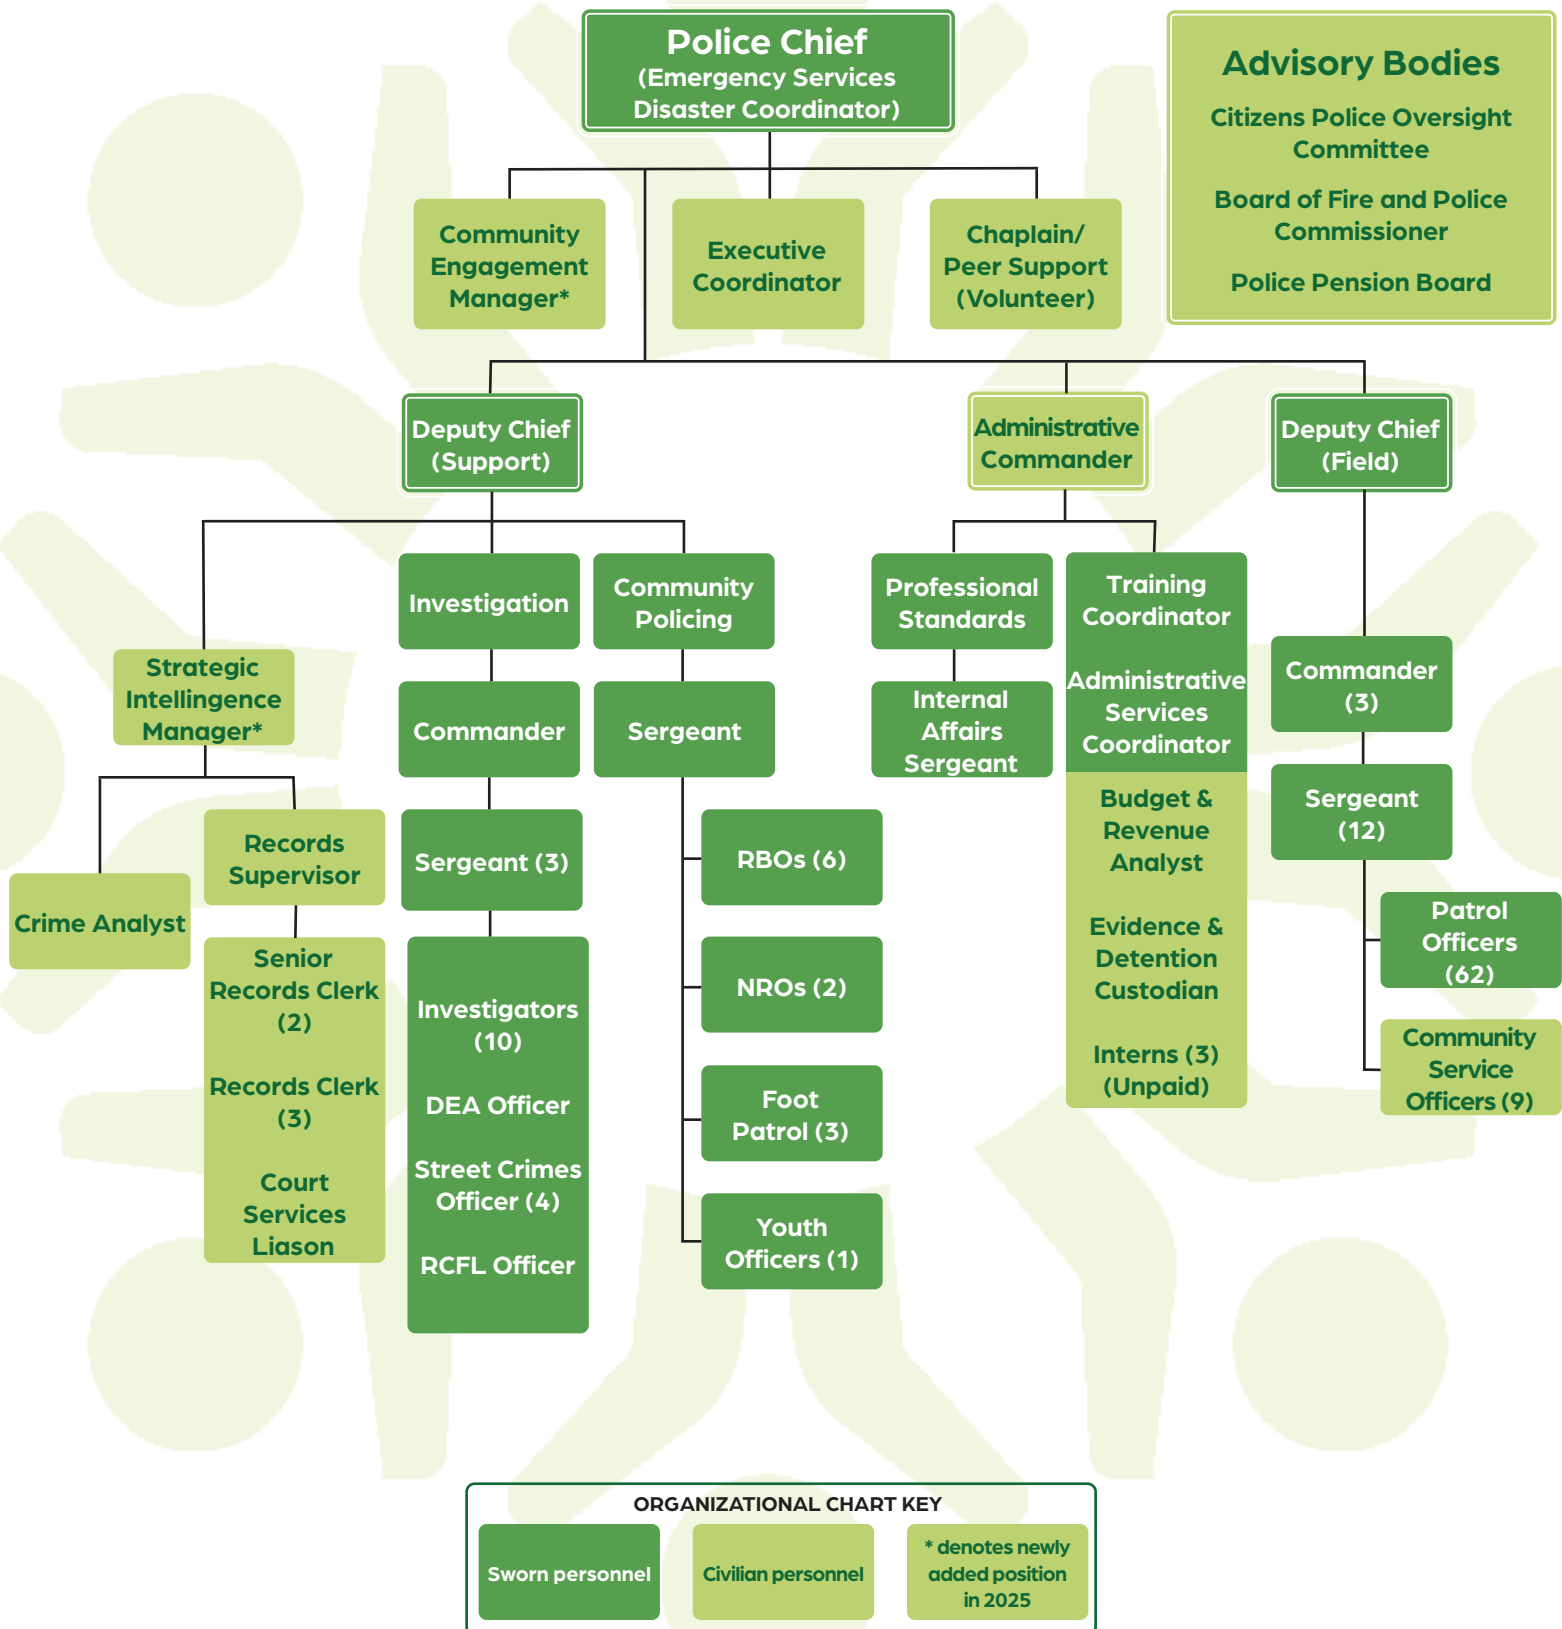 Police Chief
(Emergency Services
Disaster Coordinator)
Advisory Bodies
Citizens Police Oversight
Committee
Board of Fire and Police
Commissioner
Police Pension Board
Community
Engagement
Manager*
Executive
Coordinator
Chaplain/
Peer Support
(Volunteer)
Deputy Chief
(Support)
Administrative
Commander
Deputy Chief
(Field)
Strategic
Intellingence
Manager*
Crime Analyst
Records
Supervisor
Senior
Records Clerk
(2)
Records Clerk
(3)
Court
Services
Liason
Investigation
Commander
Sergeant (3)
Investigators
(10)
DEA Officer
Street Crimes
Officer (4)
RCFL Officer
Community
Policing
Sergeant
RBOs (6)
NROs (2)
Foot
Patrol (3)
Youth
Officers (1)
Professional
Standards
Internal
Affairs
Sergeant
Training
Coordinator
Administrative
Services
Coordinator
Budget &
Revenue
Analyst
Evidence &
Detention
Custodian
Interns (3)
(Unpaid)
Commander
(3)
Sergeant
(12)
Patrol
Officers
(62)
Community
Service
Officers (9)
ORGANIZATIONAL CHART KEY
Sworn personnel
Civilian personnel
* denotes newly
added position
in 2025